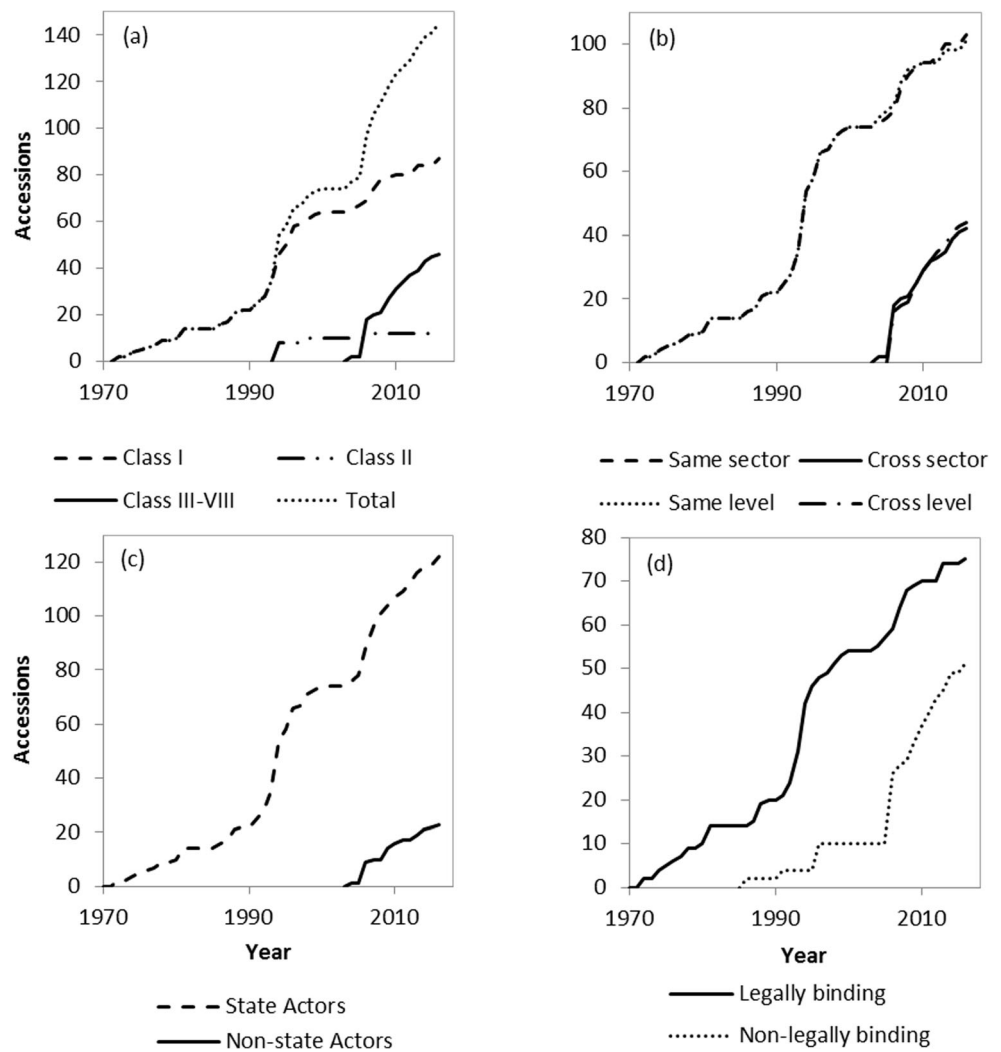 (a)
Accessions
140
120
100
80
60
40
20
0
1970 1990 2010
Class I Class II
Class III-VIII Total
(b)
100
80
60
40
20
0
1970 1990 2010
Same sector Cross sector
Same level Cross level
(c)
Accessions
120
100
80
60
40
20
0
1970 1990 2010
Year
State Actors
Non-state Actors
(d)
80
70
60
50
40
30
20
10
0
1970 1990 2010
Year
Legally binding
Non-legally binding